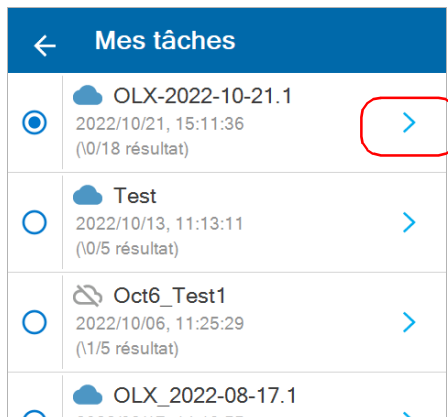 Mes tâches
OLX-2022-10-21.1
2022/10/21, 15:11:36
(\0/18 résultat)
Test
2022/10/13, 11:13:11
(\0/5 résultat)
Oct6_Test1
2022/10/06, 11:25:29
(\1/5 résultat)
OLX_2022-08-17.1